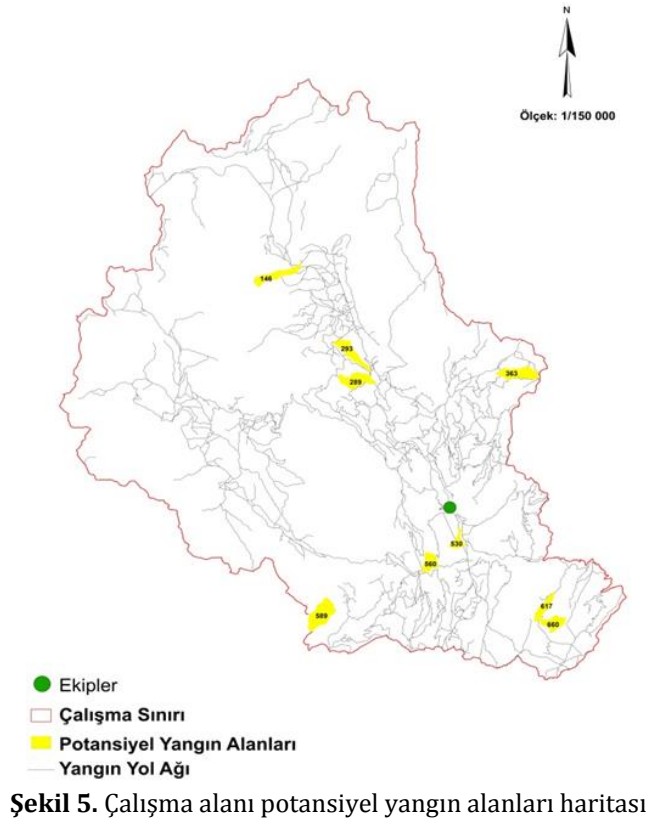 N
Ölçek: 1/150 000
146
293
289
363
530
560
589
617
660
Ekipler
Çalışma Sınırı
Potansiyel Yangın Alanları
Yangın Yol Ağı
Şekil 5. Çalışma alanı potansiyel yangın alanları haritası